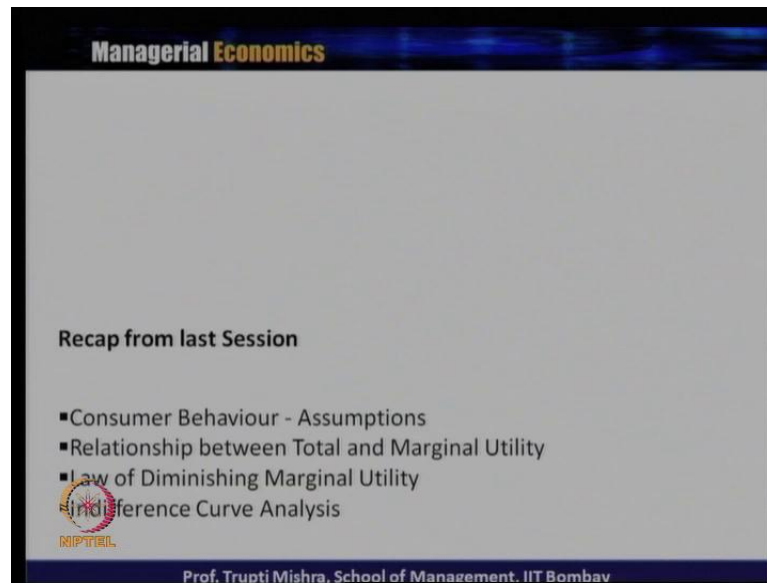 Managerial Economics
Recap from last Session
▪Consumer Behaviour - Assumptions
▪Relationship between Total and Marginal Utility
▪Law of Diminishing Marginal Utility
▪Indifference Curve Analysis
NPTEL
Prof. Trupti Mishra, School of Management, IIT Bombay